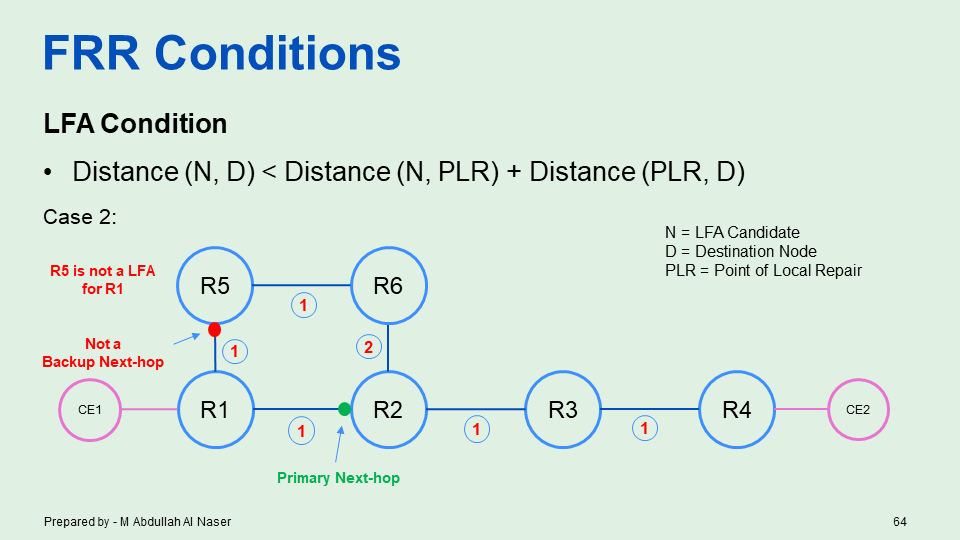 FRR Conditions
LFA Condition
• Distance (N, D) < Distance (N, PLR) + Distance (PLR, D)
Case 2:
N = LFA Candidate
D = Destination Node
PLR = Point of Local Repair
R5 is not a LFA
for R1
R5
R6
1
Not a
Backup Next-hop
1
2
CE1
R1
R2
R3
R4
CE2
1
1
1
Primary Next-hop
Prepared by - M Abdullah Al Naser
64